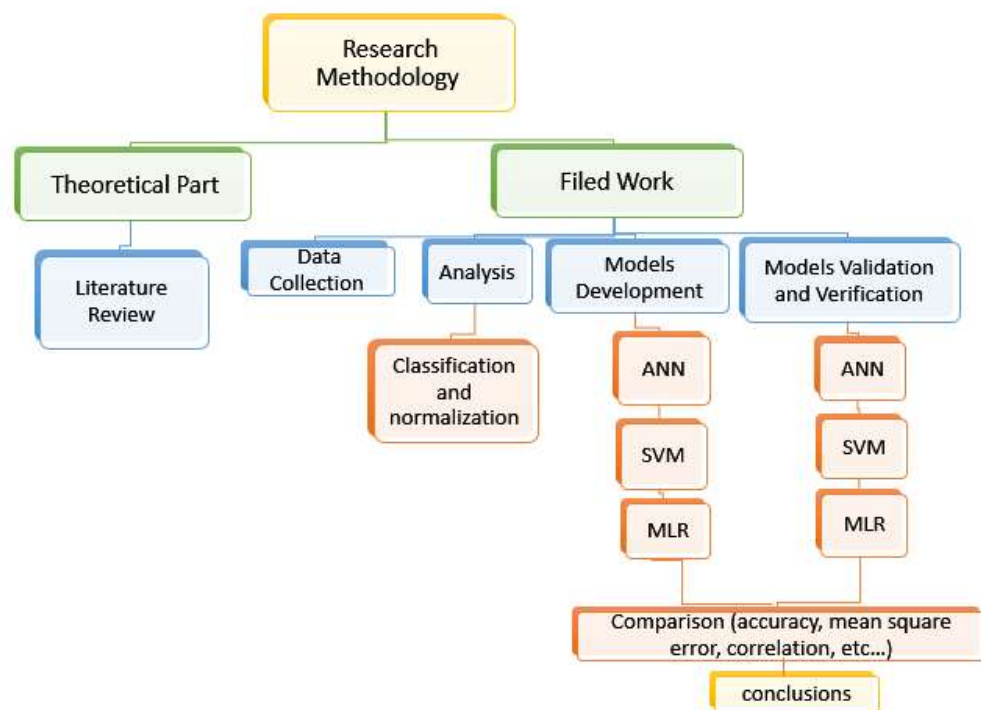 Research
Methodology
Theoretical Part
Filed Work
Literature
Review
Data
Collection
Analysis
Models
Development
Models Validation
and Verification
Classification
and
normalization
ANN
SVM
MLR
ANN
SVM
MLR
Comparison (accuracy, mean square
error, correlation, etc...)
conclusions